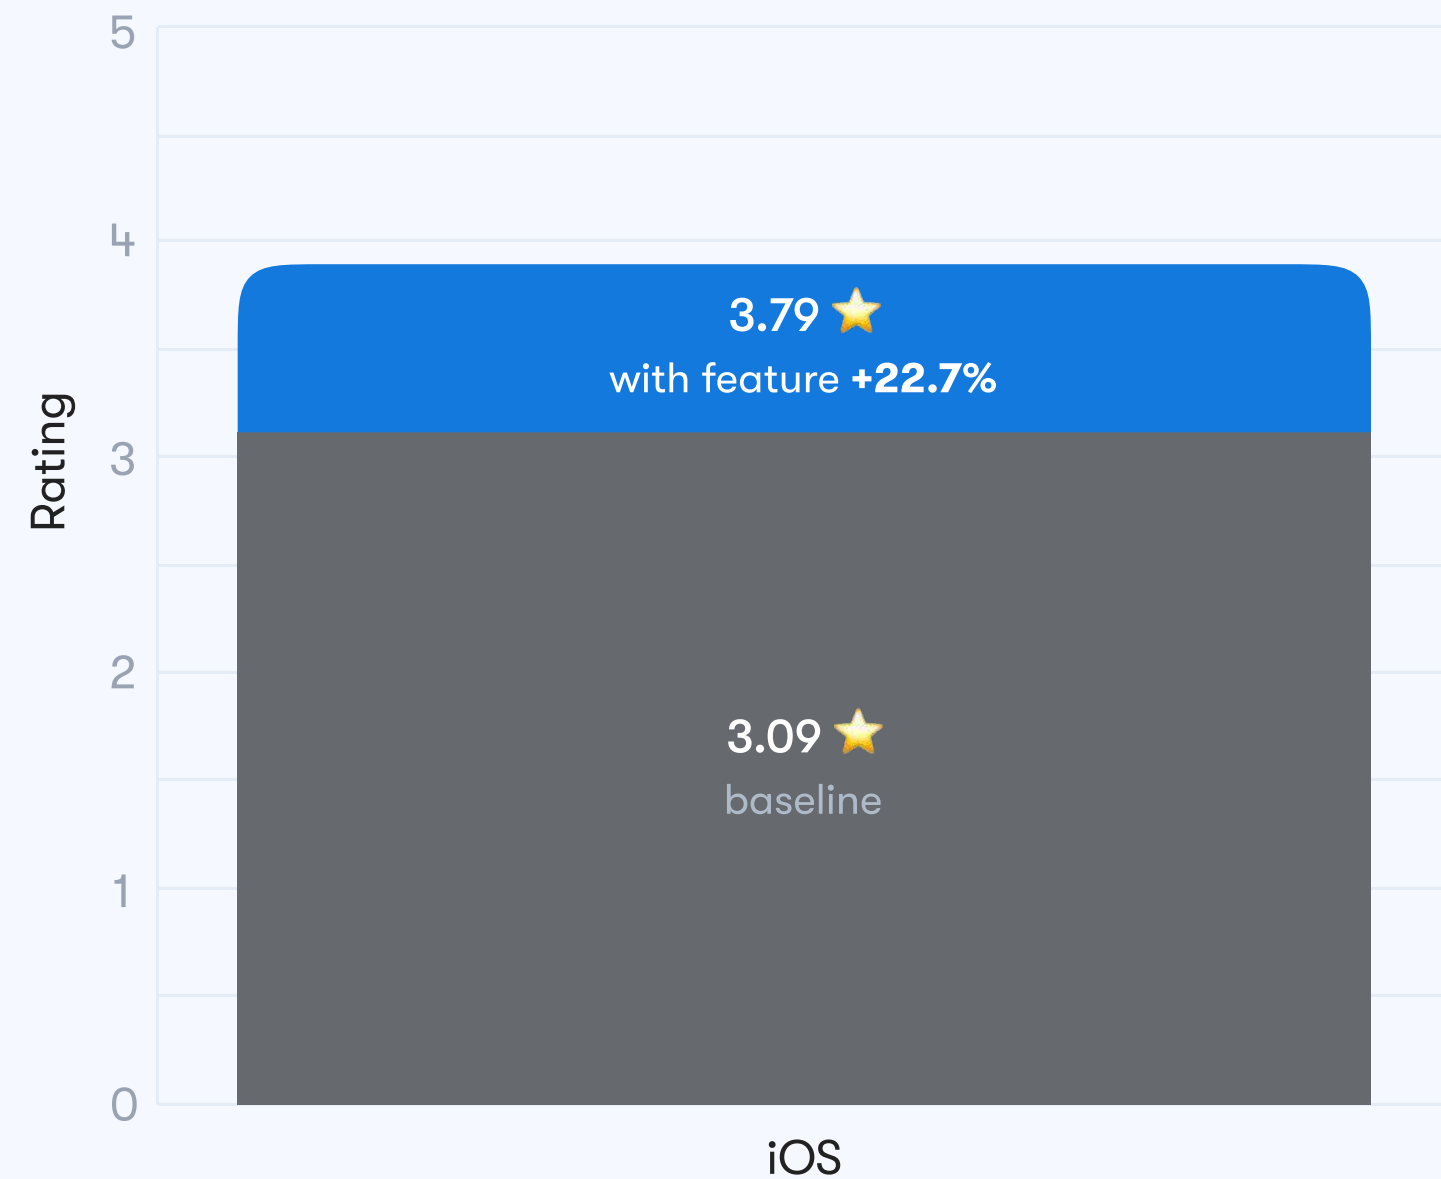 5
4
3
2
1
0
Rating
3.79 ⭐
with feature +22.7%
3.09 ⭐
baseline
iOS